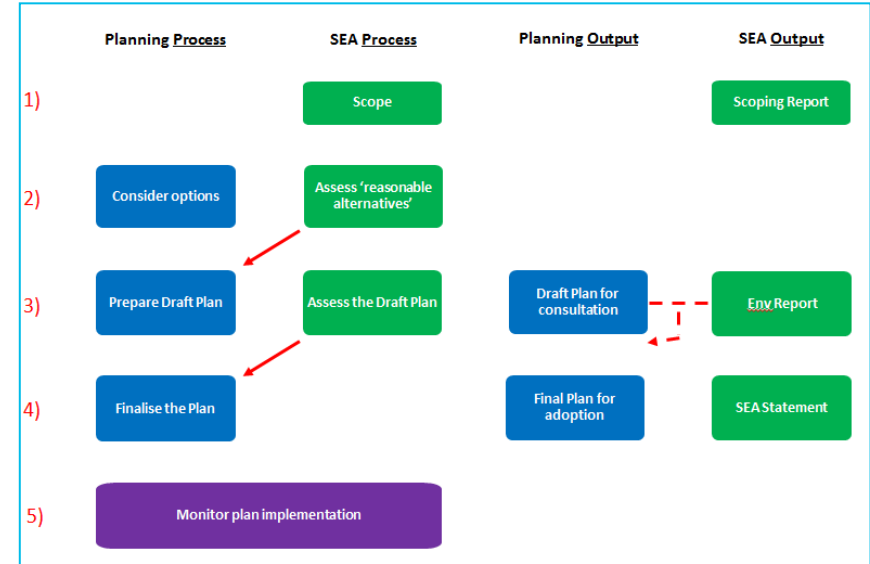 Planning Process
SEA Process
Planning Output
SEA Output
1)
Scope
Scoping Report
2)
Consider options
Assess ‘reasonable
alternatives’
3)
Prepare Draft Plan
Assess the Draft Plan
Draft Plan for
consultation
Env Report
4)
Finalise the Plan
Final Plan for
adoption
SEA Statement
5)
Monitor plan implementation